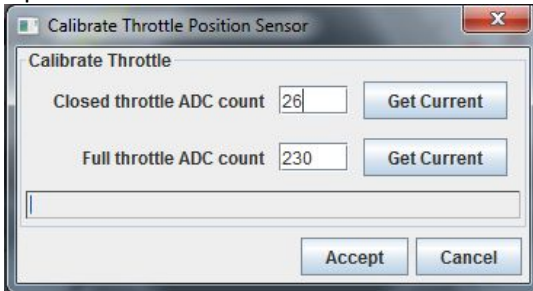 Calibrate Throttle Position Sensor
Calibrate Throttle
Closed throttle ADC count 26 Get Current
Full throttle ADC count 230 Get Current
Accept Cancel